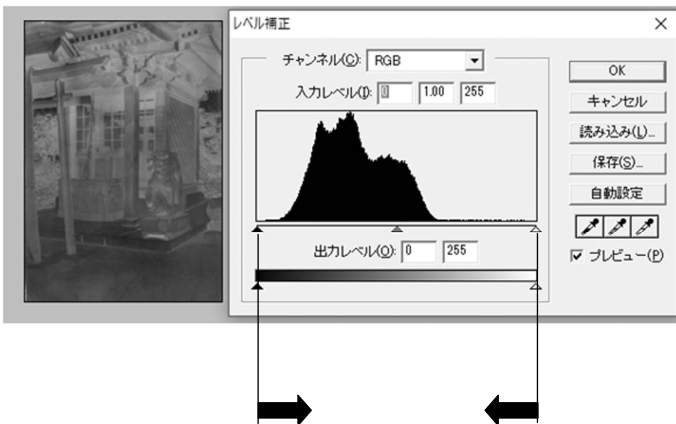 レベル補正
チャンネル(C): RGB
入力レベル(I): 0 1.00 255
出力レベル(O): 0 255
OK
キャンセル
読み込み(L)...
保存(S)...
自動設定
プレビュー(P)